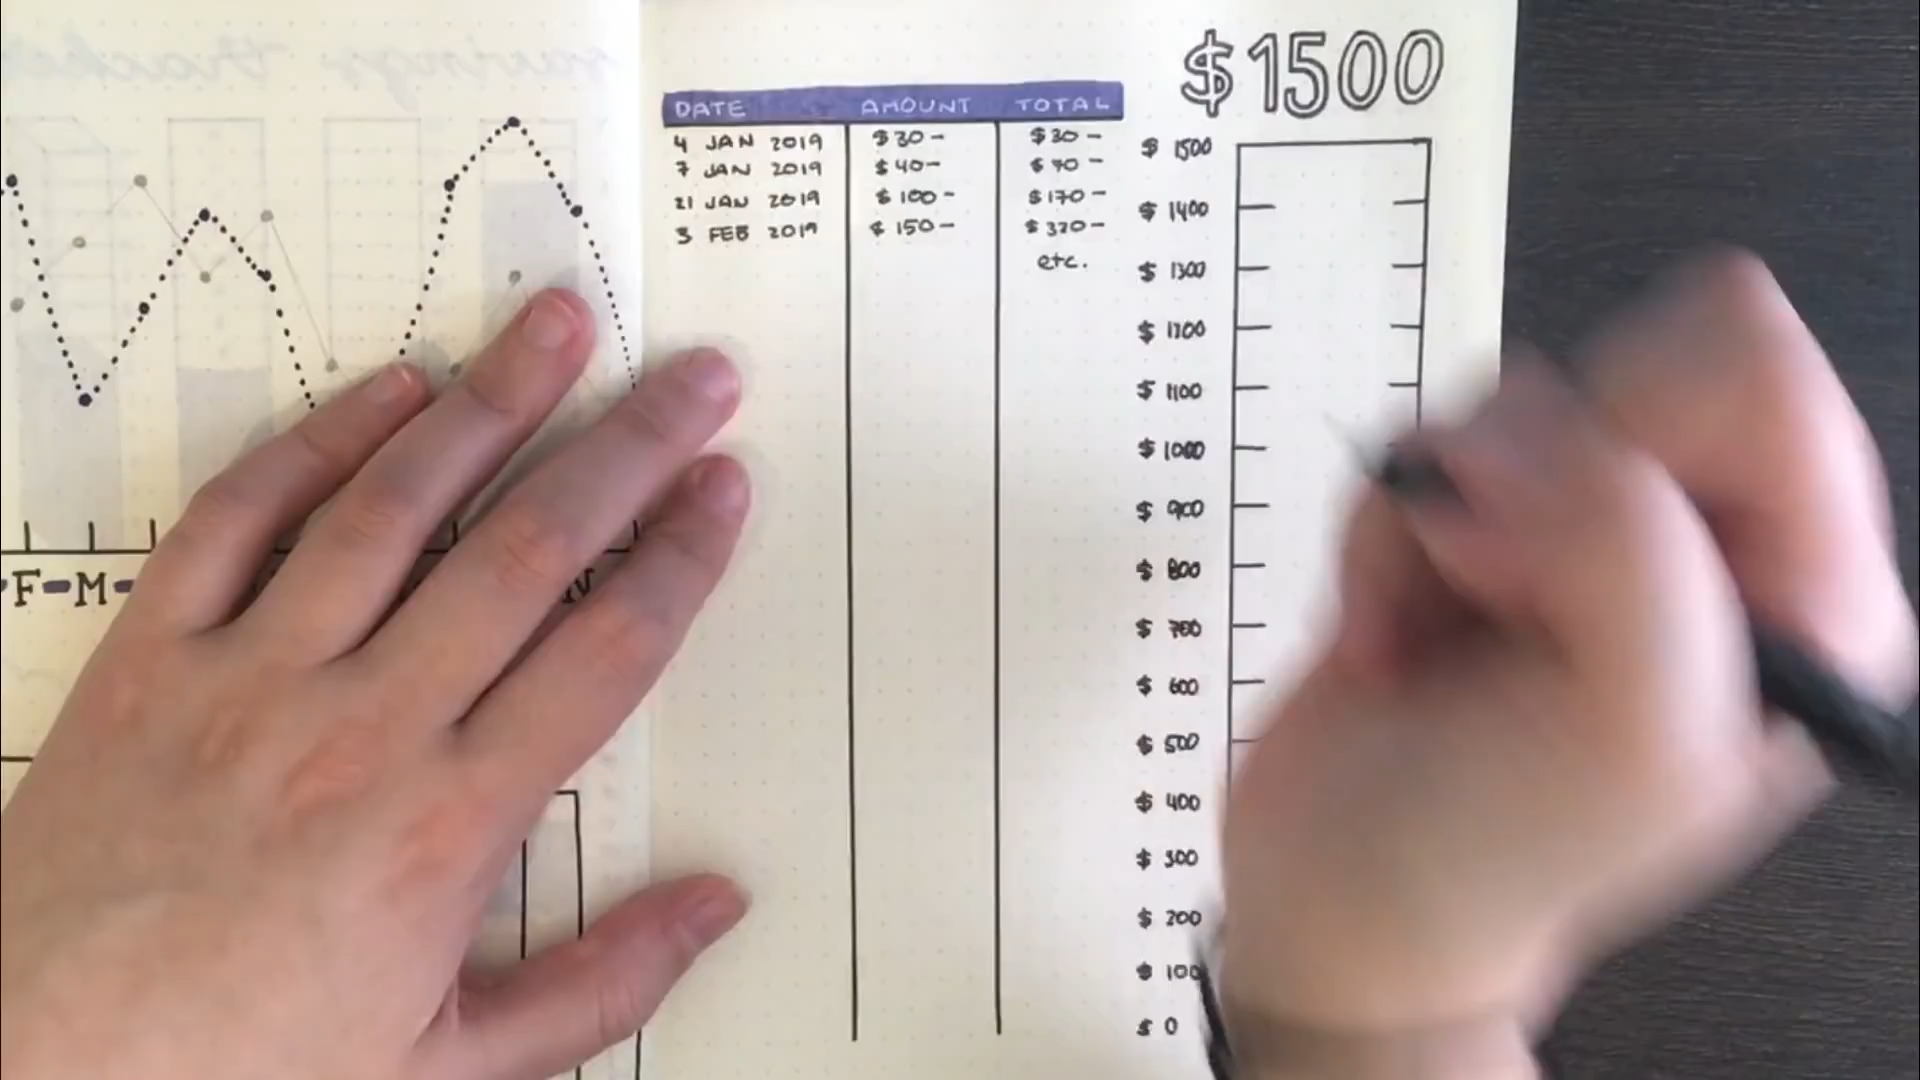 $1500
DATE AMOUNT TOTAL
4 JAN 2019 $30- $30-
7 JAN 2019 $40- $70-
21 JAN 2019 $100- $170-
3 FEB 2019 $150- $320-
etc.
$ 1500
$ 1400
$ 1300
$ 1200
$ 1100
$ 1000
$ 900
$ 800
$ 700
$ 600
$ 500
$ 400
$ 300
$ 200
$ 100
$ 0
F-M-